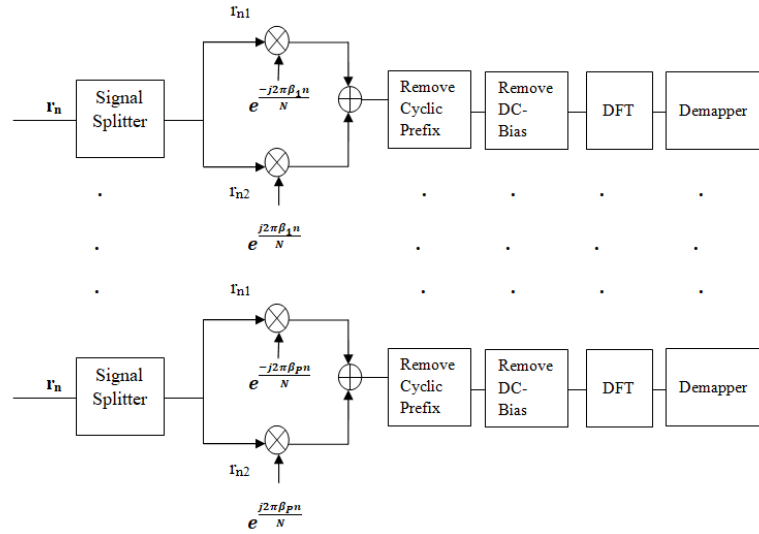 rn1
rn
Signal
Splitter
e^(-j2πβ₁n/N)
Remove
Cyclic
Prefix
Remove
DC-
Bias
DFT
Demapper
rn2
e^(j2πβ₁n/N)
rn1
rn
Signal
Splitter
e^(-j2πβₚn/N)
Remove
Cyclic
Prefix
Remove
DC-
Bias
DFT
Demapper
rn2
e^(j2πβₚn/N)